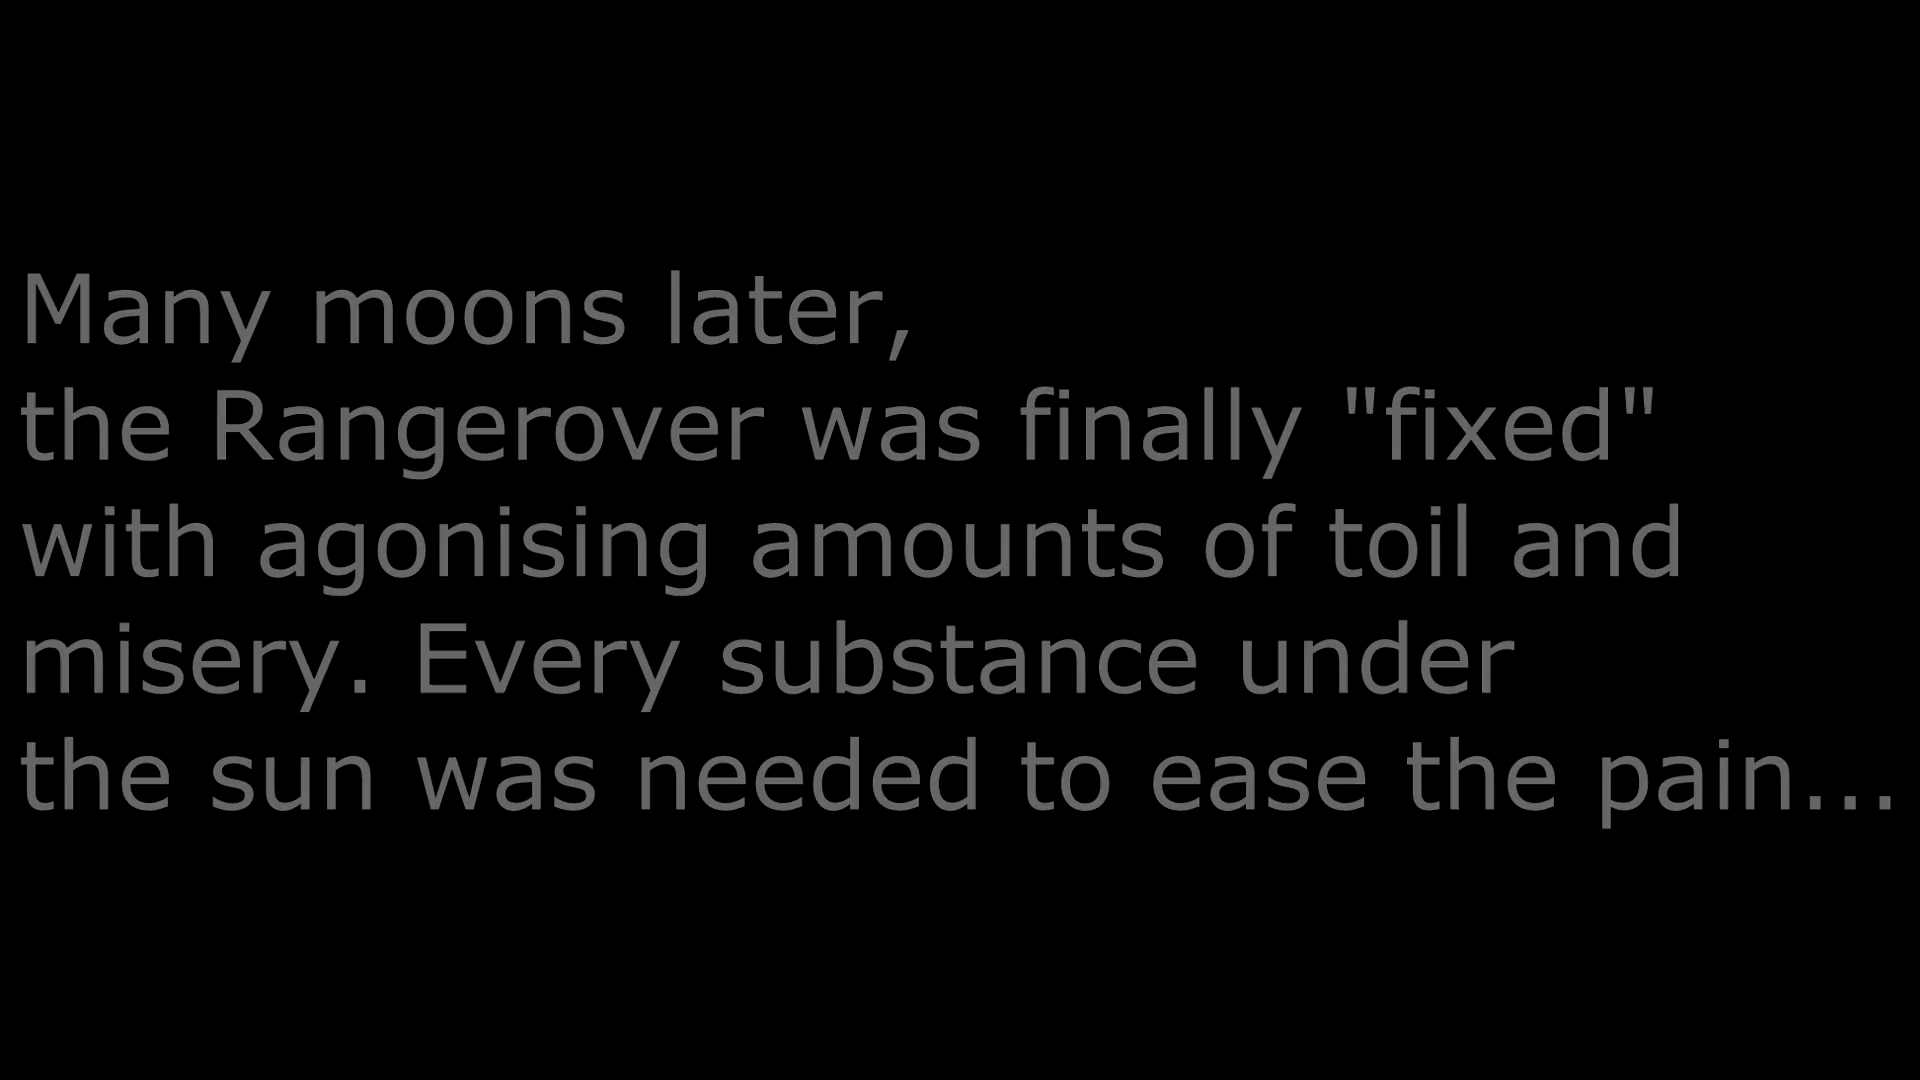 Many moons later,
the Rangerover was finally "fixed"
with agonising amounts of toil and
misery. Every substance under
the sun was needed to ease the pain...